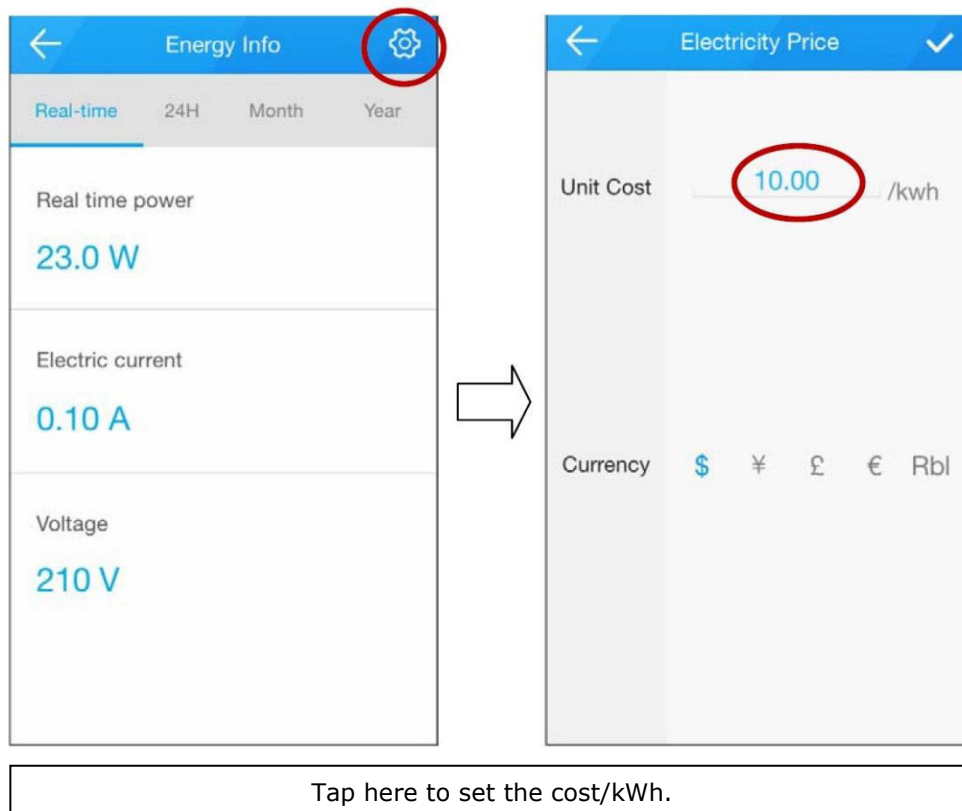 Energy Info
Real-time 24H Month Year
Real time power
23.0 W
Electric current
0.10 A
Voltage
210 V
Electricity Price
Unit Cost 10.00 /kwh
Currency $ ¥ £ € Rbl
Tap here to set the cost/kWh.